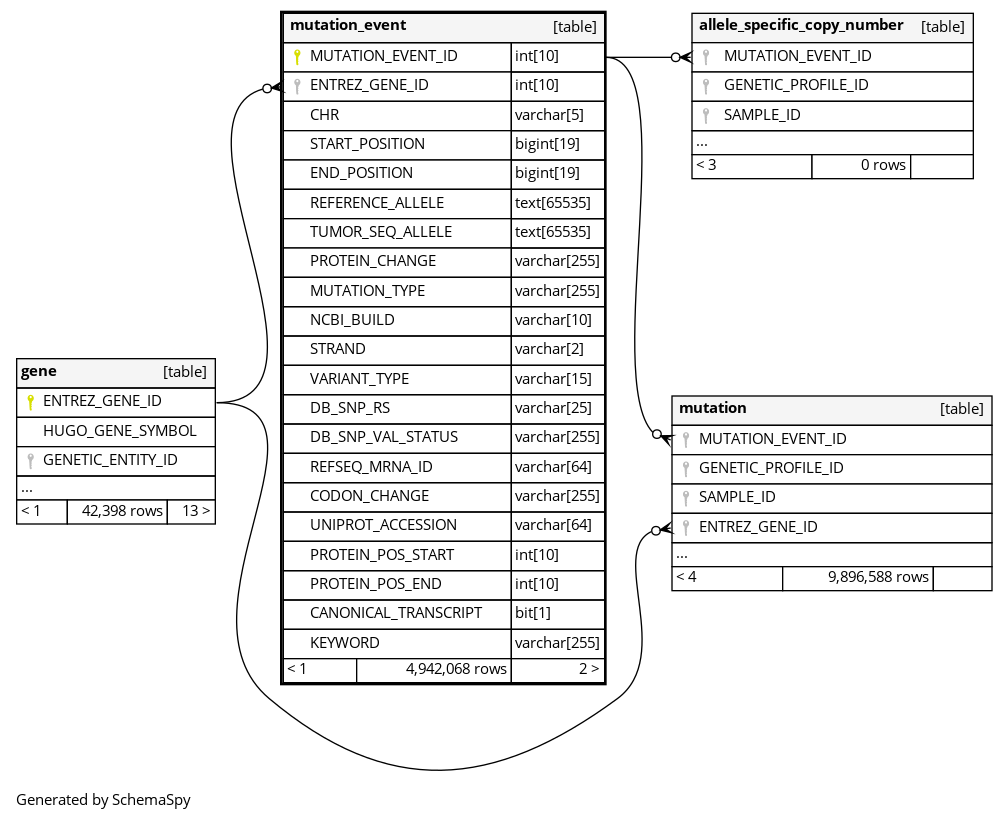 mutation_event [table]
MUTATION_EVENT_ID int[10]
ENTREZ_GENE_ID int[10]
CHR varchar[5]
START_POSITION bigint[19]
END_POSITION bigint[19]
REFERENCE_ALLELE text[65535]
TUMOR_SEQ_ALLELE text[65535]
PROTEIN_CHANGE varchar[255]
MUTATION_TYPE varchar[255]
NCBI_BUILD varchar[10]
STRAND varchar[2]
VARIANT_TYPE varchar[15]
DB_SNP_RS varchar[25]
DB_SNP_VAL_STATUS varchar[255]
REFSEQ_MRNA_ID varchar[64]
CODON_CHANGE varchar[255]
UNIPROT_ACCESSION varchar[64]
PROTEIN_POS_START int[10]
PROTEIN_POS_END int[10]
CANONICAL_TRANSCRIPT bit[1]
KEYWORD varchar[255]
< 1 4,942,068 rows 2 >
allele_specific_copy_number [table]
MUTATION_EVENT_ID
GENETIC_PROFILE_ID
SAMPLE_ID
...
< 3 0 rows
gene [table]
ENTREZ_GENE_ID
HUGO_GENE_SYMBOL
GENETIC_ENTITY_ID
...
< 1 42,398 rows 13 >
mutation [table]
MUTATION_EVENT_ID
GENETIC_PROFILE_ID
SAMPLE_ID
ENTREZ_GENE_ID
...
< 4 9,896,588 rows
Generated by SchemaSpy